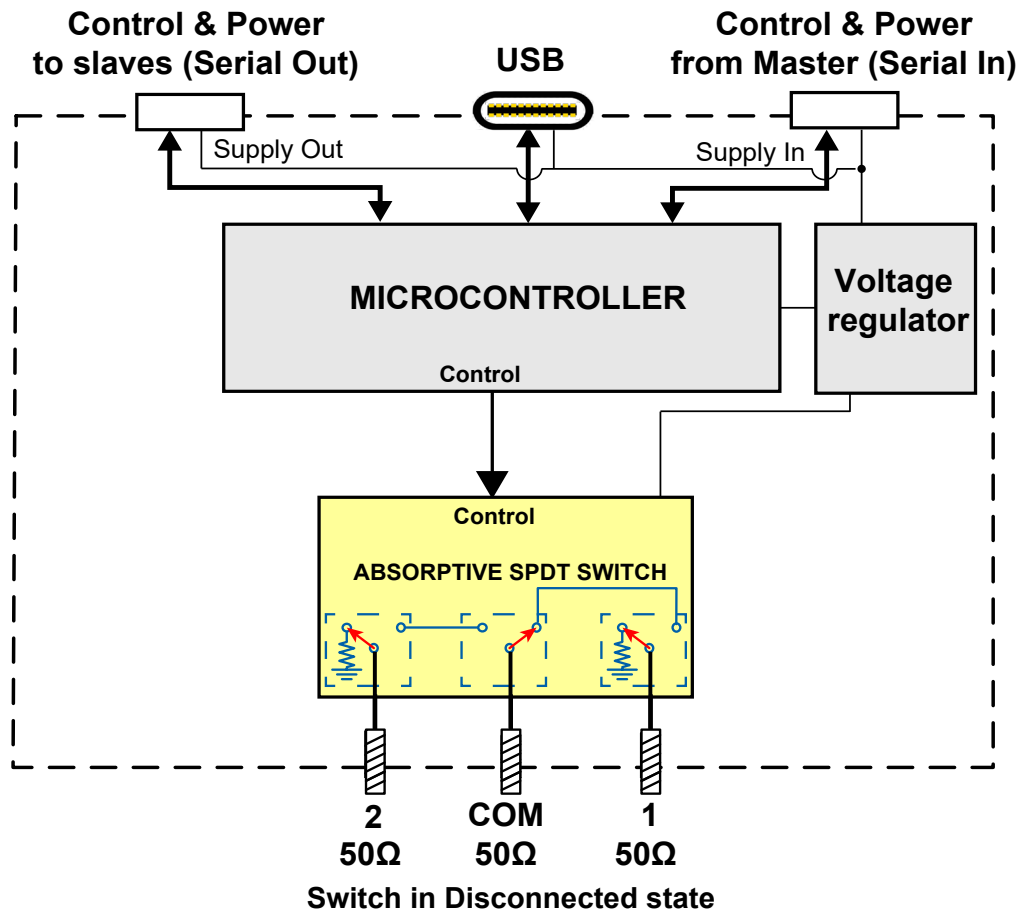 Control & Power
to slaves (Serial Out)
USB
Control & Power
from Master (Serial In)
Supply Out
Supply In
MICROCONTROLLER
Control
Voltage
regulator
Control
ABSORPTIVE SPDT SWITCH
2
COM
1
50Ω
50Ω
50Ω
Switch in Disconnected state